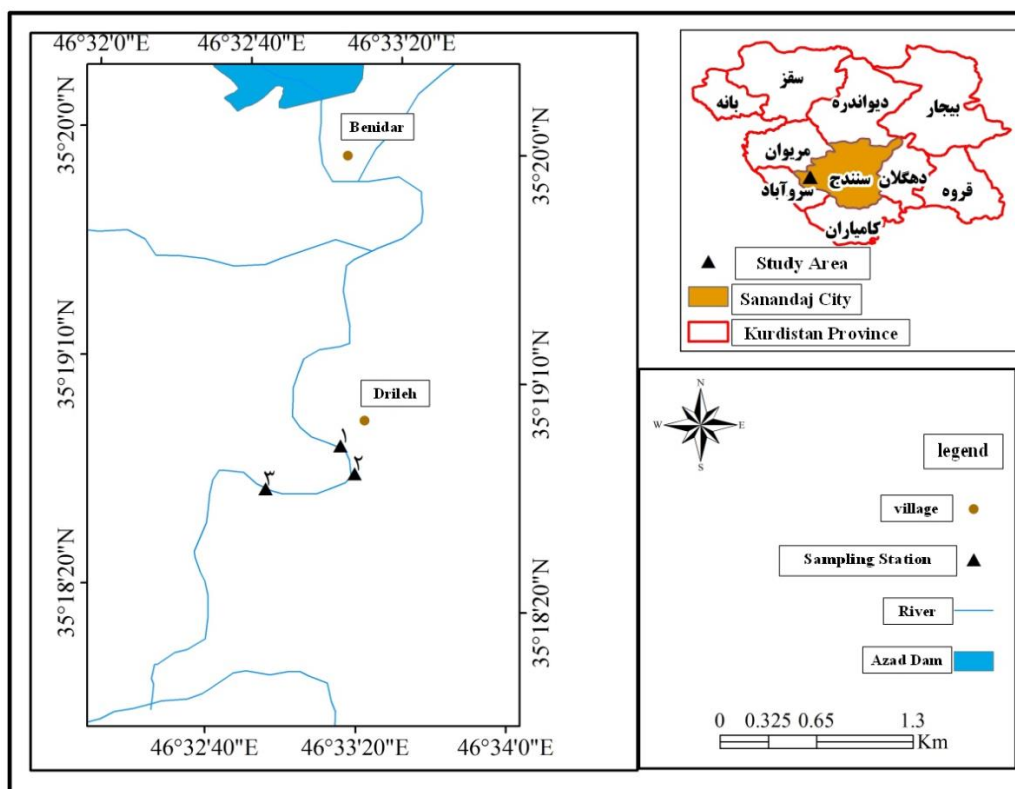 46°32'0"E 46°32'40"E 46°33'20"E
35°20'0"N
35°19'10"N
35°18'20"N
Benidar
Drileh
۱
۲
۳
35°20'0"N
35°19'10"N
35°18'20"N
46°32'40"E 46°33'20"E 46°34'0"E
سقز
بانه
دیواندره
بیجار
مریوان
سروآباد
سنندج
دهگلان
قروه
کامیاران
Study Area
Sanandaj City
Kurdistan Province
N
W E
S
legend
village
Sampling Station
River
Azad Dam
0 0.325 0.65 1.3
Km